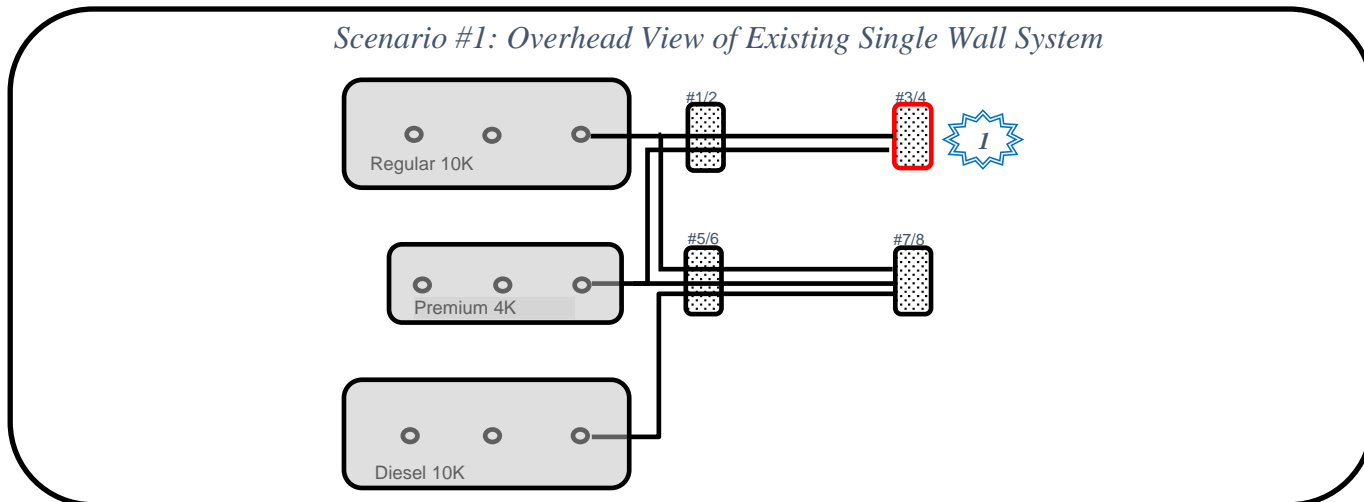 Scenario #1: Overhead View of Existing Single Wall System
#1/2
#3/4
1
Regular 10K
#5/6
#7/8
Premium 4K
Diesel 10K